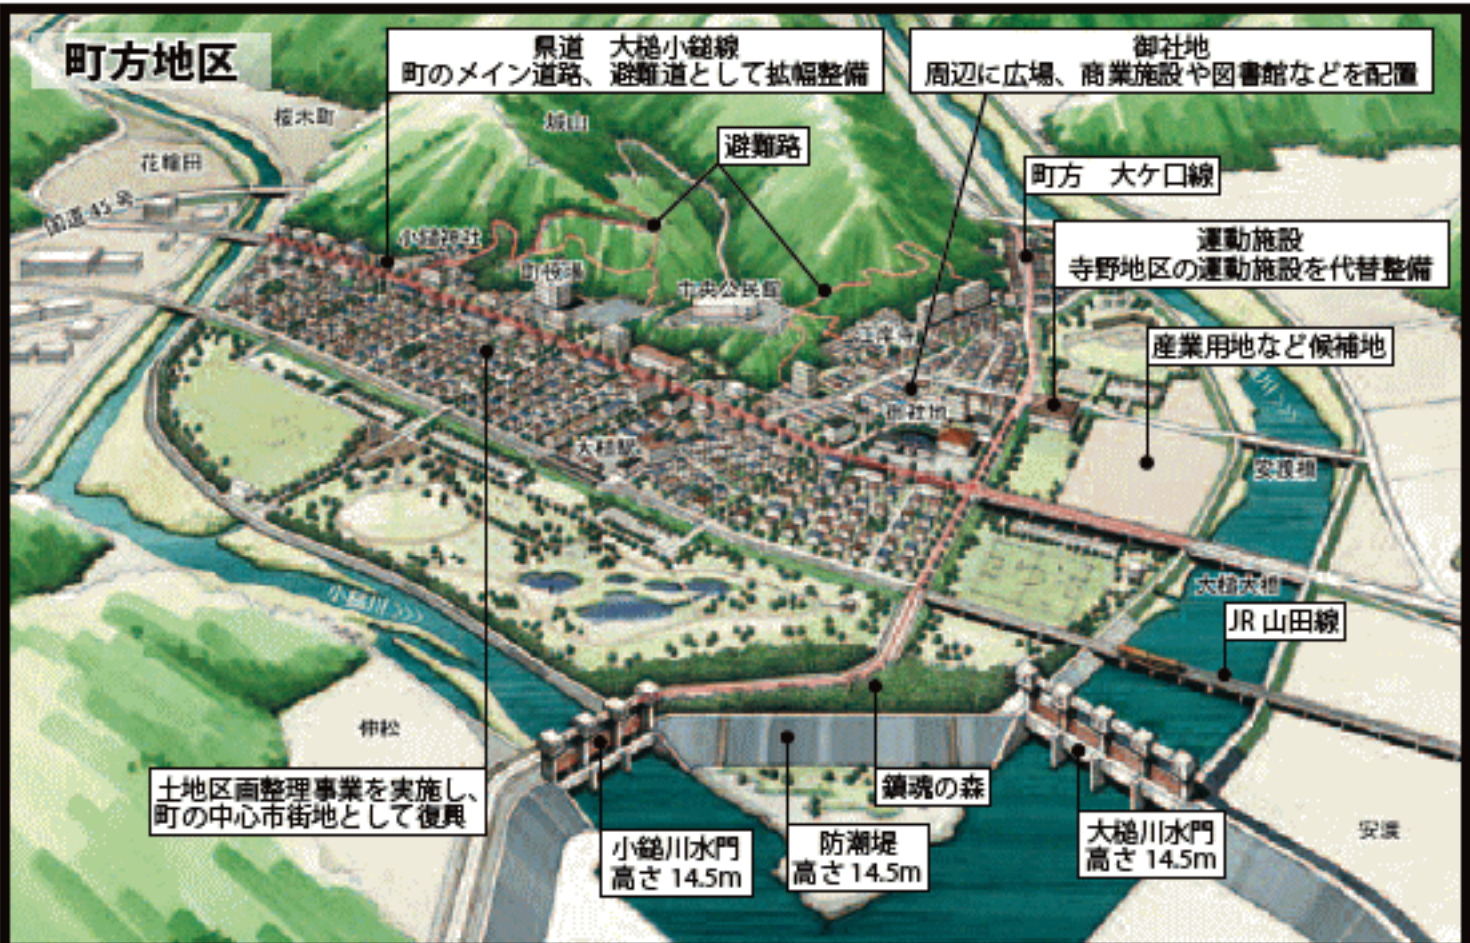 町方地区
県道　大槌小鎚線
町のメイン道路、避難道として拡幅整備
御社地
周辺に広場、商業施設や図書館などを配置
桜木町
城山
避難路
花輪田
町方　大ケ口線
国道45号
小鎚神社
運動施設
寺野地区の運動施設を代替整備
町役場
中央公民館
江岸寺
産業用地など候補地
御社地
大槌駅
安渡橋
大槌大橋
小鎚川>>>
JR 山田線
伸松
土地区画整理事業を実施し、
町の中心市街地として復興
鎮魂の森
小鎚川水門
高さ 14.5m
防潮堤
高さ 14.5m
大槌川水門
高さ 14.5m
安渡